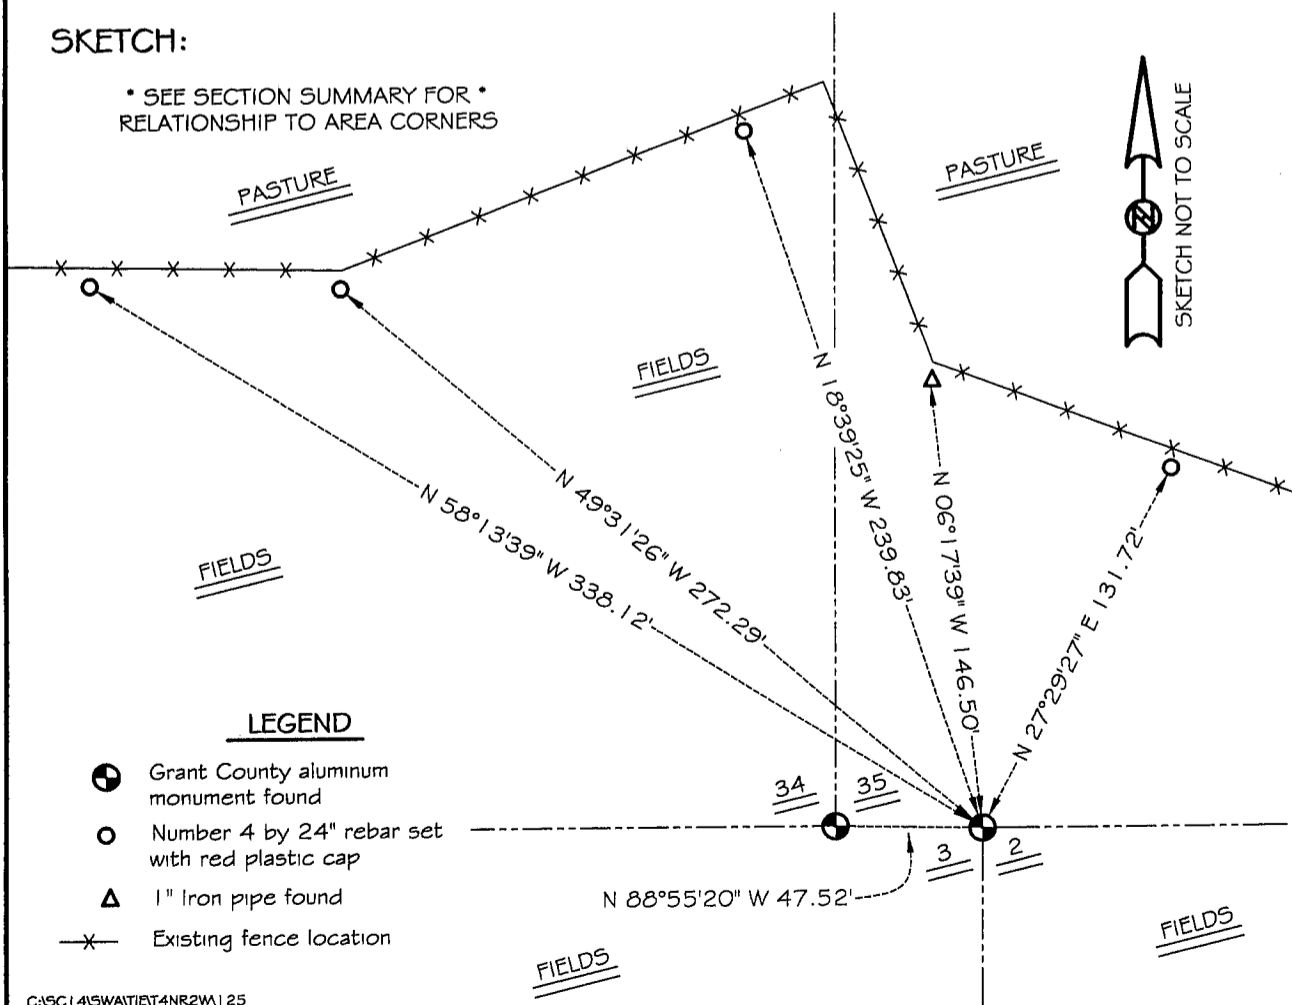 SKETCH:
* SEE SECTION SUMMARY FOR *
RELATIONSHIP TO AREA CORNERS
PASTURE
PASTURE
N
SKETCH NOT TO SCALE
FIELDS
FIELDS
N 58°13'39" W 338.12'
N 49°31'26" W 272.29'
N 18°39'25" W 239.83'
N 06°17'39" W 146.50'
N 27°29'27" E 131.72'
34
35
3
2
N 88°55'20" W 47.52'
FIELDS
FIELDS
LEGEND
Grant County aluminum
monument found
Number 4 by 24" rebar set
with red plastic cap
1" Iron pipe found
Existing fence location